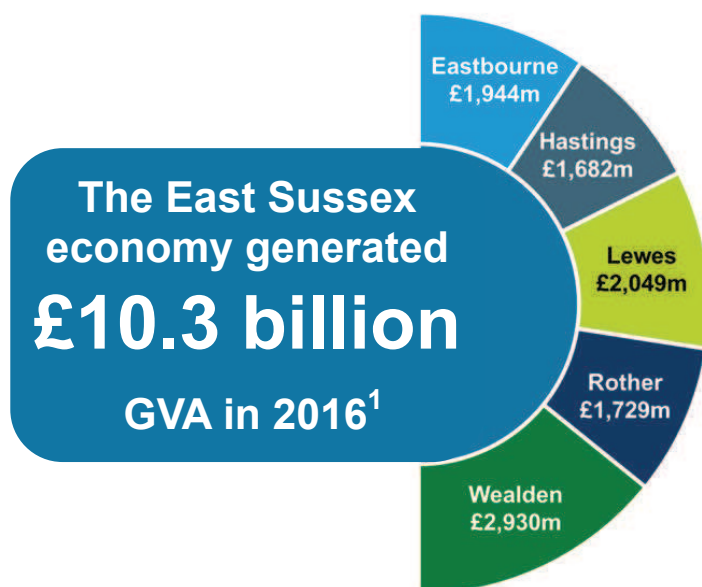 The East Sussex
economy generated
£10.3 billion
GVA in 2016¹
Eastbourne
£1,944m
Hastings
£1,682m
Lewes
£2,049m
Rother
£1,729m
Wealden
£2,930m